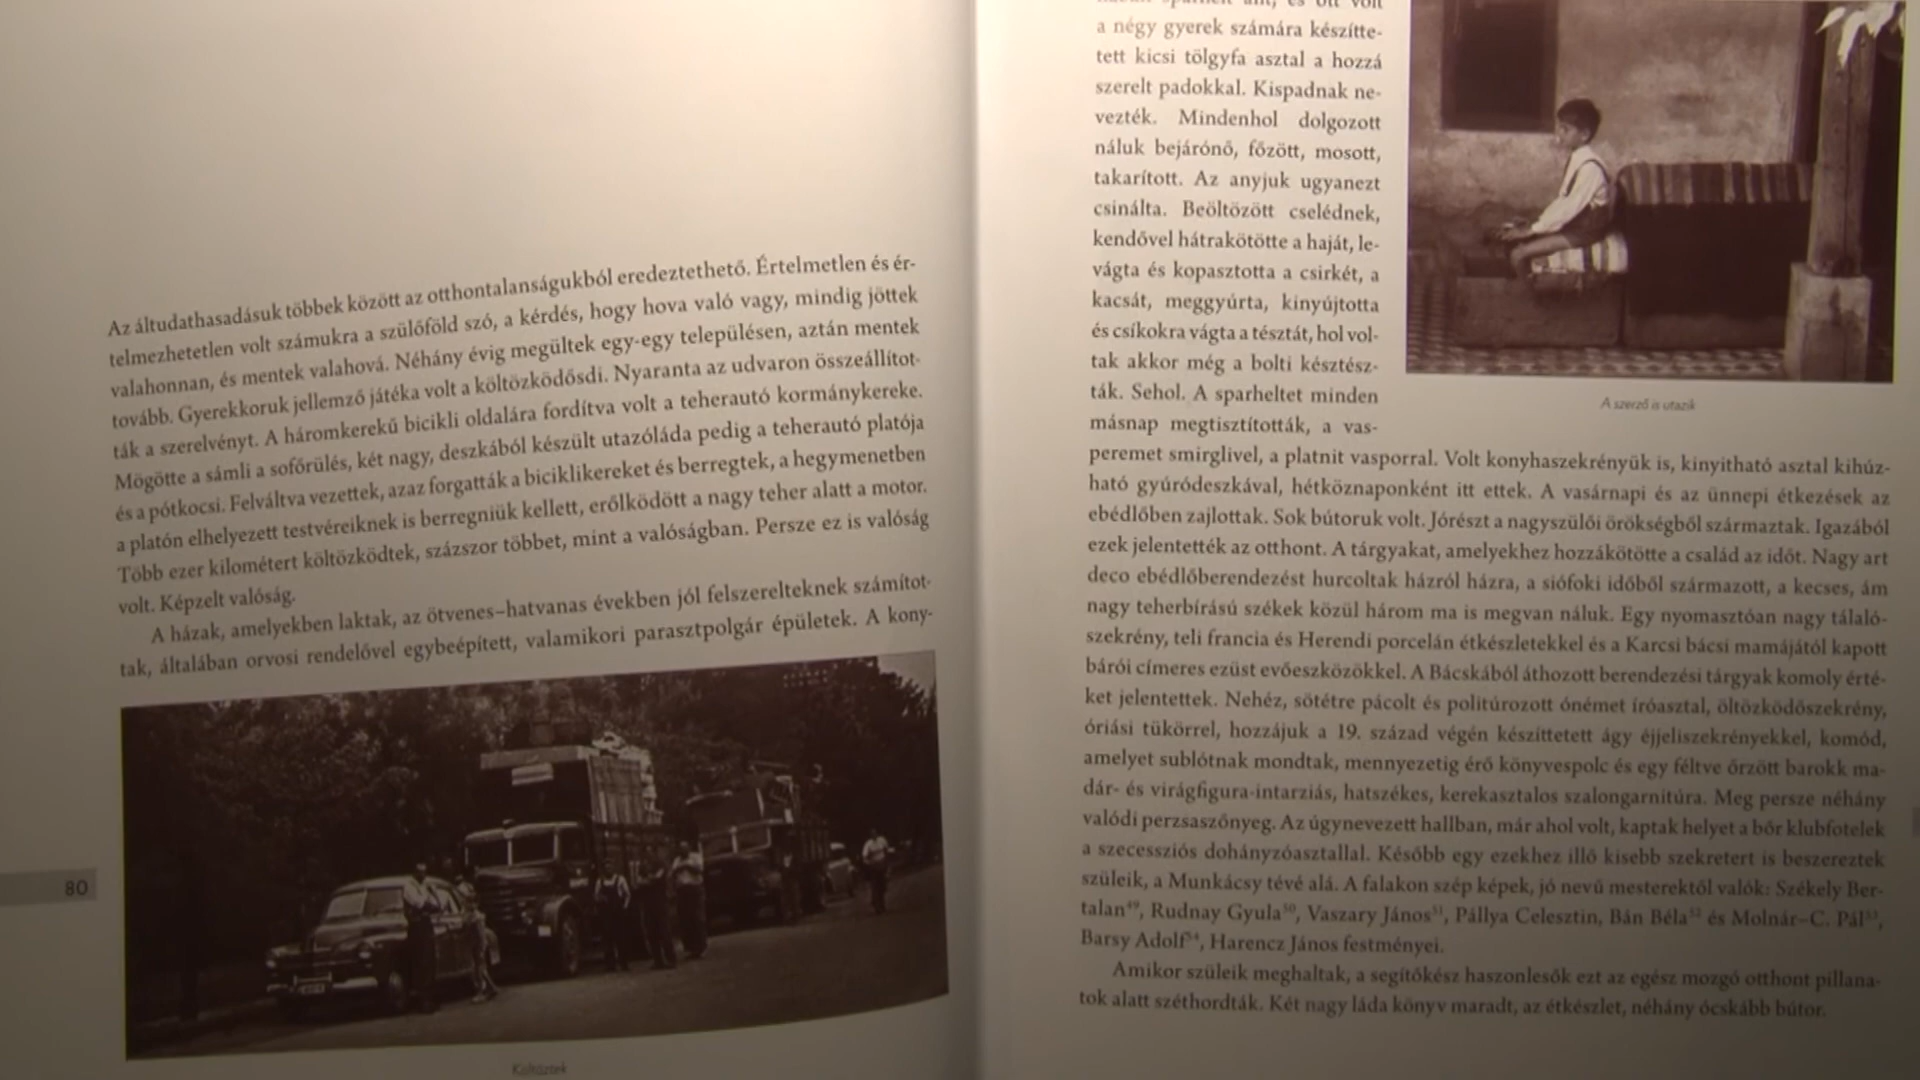 Az áltudathasadásuk többek között az otthontalanságukból eredeztethető. Értelmetlen és ér-
telmezhetetlen volt számukra a szülőföld szó, a kérdés, hogy hova való vagy, mindig jöttek
valahonnan, és mentek valahová. Néhány évig megültek egy-egy településen, aztán mentek
tovább. Gyerekkoruk jellemző játéka volt a költözködősdi. Nyaranta az udvaron összeállítot-
ták a szerelvényt. A háromkerekű bicikli oldalára fordítva volt a teherautó kormánykereke.
Mögötte a sámli a sofőrülés, két nagy, deszkából készült utazóláda pedig a teherautó platója
és a pótkocsi. Felváltva vezettek, azaz forgatták a biciklikereket és berregtek, a hegymenetben
a platón elhelyezett testvéreiknek is berregniük kellett, erőlködött a nagy teher alatt a motor.
Több ezer kilométert költözködtek, százszor többet, mint a valóságban. Persze ez is valóság
volt. Képzelt valóság.
A házak, amelyekben laktak, az ötvenes–hatvanas években jól felszerelteknek számítot-
tak, általában orvosi rendelővel egybeépített, valamikori parasztpolgár épületek. A kony-
80
Költöztek
és ott volt
a négy gyerek számára készítte-
tett kicsi tölgyfa asztal a hozzá
szerelt padokkal. Kispadnak ne-
vezték. Mindenhol dolgozott
náluk bejárónő, főzött, mosott,
takarított. Az anyjuk ugyanezt
csinálta. Beöltözött cselédnek,
kendővel hátrakötötte a haját, le-
vágta és kopasztotta a csirkét, a
kacsát, meggyúrta, kinyújtotta
és csíkokra vágta a tésztát, hol vol-
tak akkor még a bolti késztész-
ták. Sehol. A sparheltet minden
másnap megtisztították, a vas-
peremet smirglivel, a platnit vasporral. Volt konyhaszekrényük is, kinyitható asztal kihúz-
ható gyúródeszkával, hétköznaponként itt ettek. A vasárnapi és az ünnepi étkezések az
ebédlőben zajlottak. Sok bútoruk volt. Jórészt a nagyszülői örökségből származtak. Igazából
ezek jelentették az otthont. A tárgyakat, amelyekhez hozzákötötte a család az időt. Nagy art
deco ebédlőberendezést hurcoltak házról házra, a siófoki időből származott, a kecses, ám
nagy teherbírású székek közül három ma is megvan náluk. Egy nyomasztóan nagy tálaló-
szekrény, teli francia és Herendi porcelán étkészletekkel és a Karcsi bácsi mamájától kapott
bárói címeres ezüst evőeszközökkel. A Bácskából áthozott berendezési tárgyak komoly érté-
ket jelentettek. Nehéz, sötétre pácolt és politúrozott ónémet íróasztal, öltözködőszekrény,
óriási tükörrel, hozzájuk a 19. század végén készíttetett ágy éjjeliszekrényekkel, komód,
amelyet sublótnak mondtak, mennyezetig érő könyvespolc és egy féltve őrzött barokk ma-
dár- és virágfigura-intarziás, hatszékes, kerekasztalos szalongarnitúra. Meg persze néhány
valódi perzsaszőnyeg. Az úgynevezett hallban, már ahol volt, kaptak helyet a bőr klubfotelek
a szecessziós dohányzóasztallal. Később egy ezekhez illő kisebb szekretert is beszereztek
szüleik, a Munkácsy tévé alá. A falakon szép képek, jó nevű mesterektől valók: Székely Ber-
talan⁴⁹, Rudnay Gyula⁵⁰, Vaszary János⁵¹, Pállya Celesztin, Bán Béla⁵² és Molnár–C. Pál⁵³,
Barsy Adolf⁵⁴, Harencz János festményei.
Amikor szüleik meghaltak, a segítőkész haszonlesők ezt az egész mozgó otthont pillana-
tok alatt széthordták. Két nagy láda könyv maradt, az étkészlet, néhány ócskább bútor.
A szerző is utazik